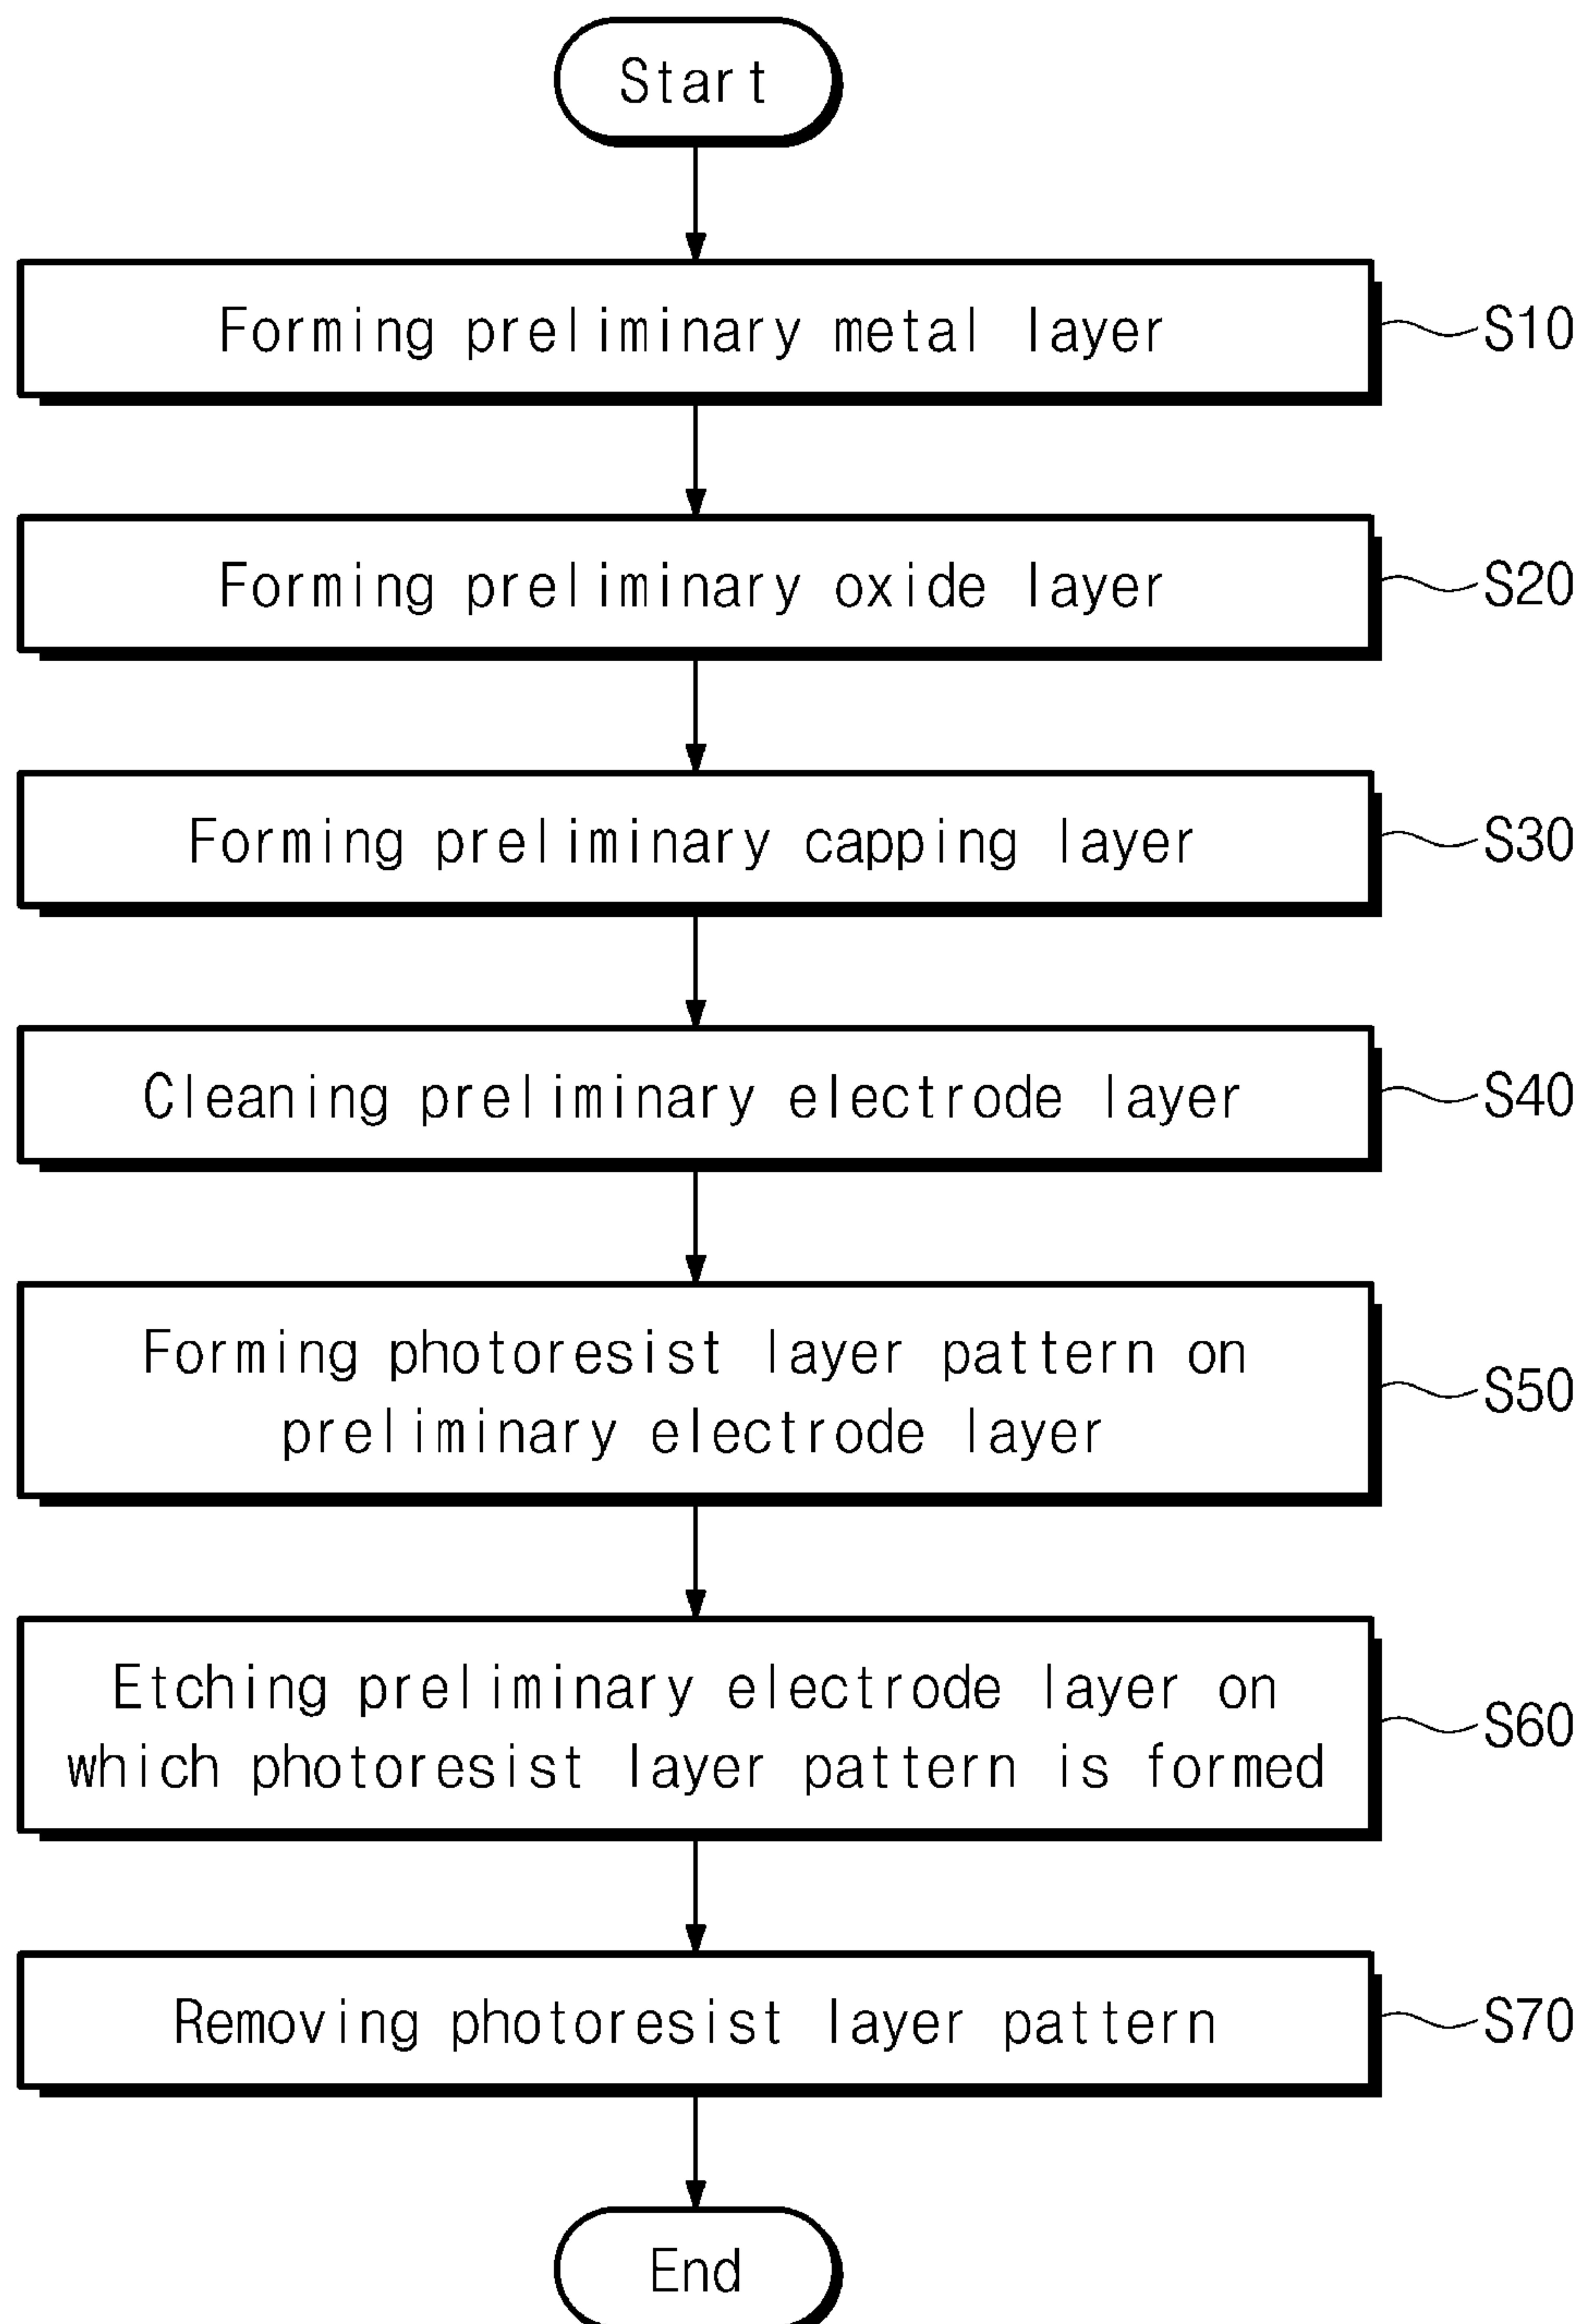 Start
Forming preliminary metal layer
S10
Forming preliminary oxide layer
S20
Forming preliminary capping layer
S30
Cleaning preliminary electrode layer
S40
Forming photoresist layer pattern on
preliminary electrode layer
S50
Etching preliminary electrode layer on
which photoresist layer pattern is formed
S60
Removing photoresist layer pattern
S70
End